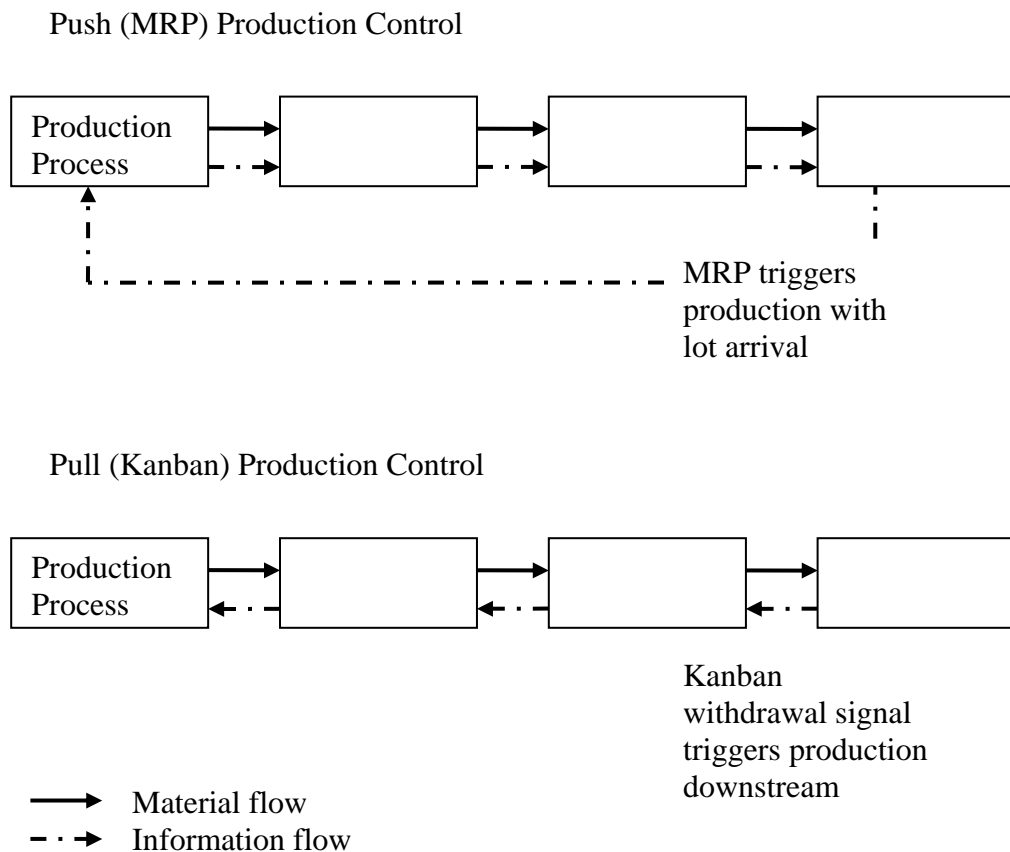 Push (MRP) Production Control
Production
Process
MRP triggers
production with
lot arrival
Pull (Kanban) Production Control
Production
Process
Kanban
withdrawal signal
triggers production
downstream
Material flow
Information flow